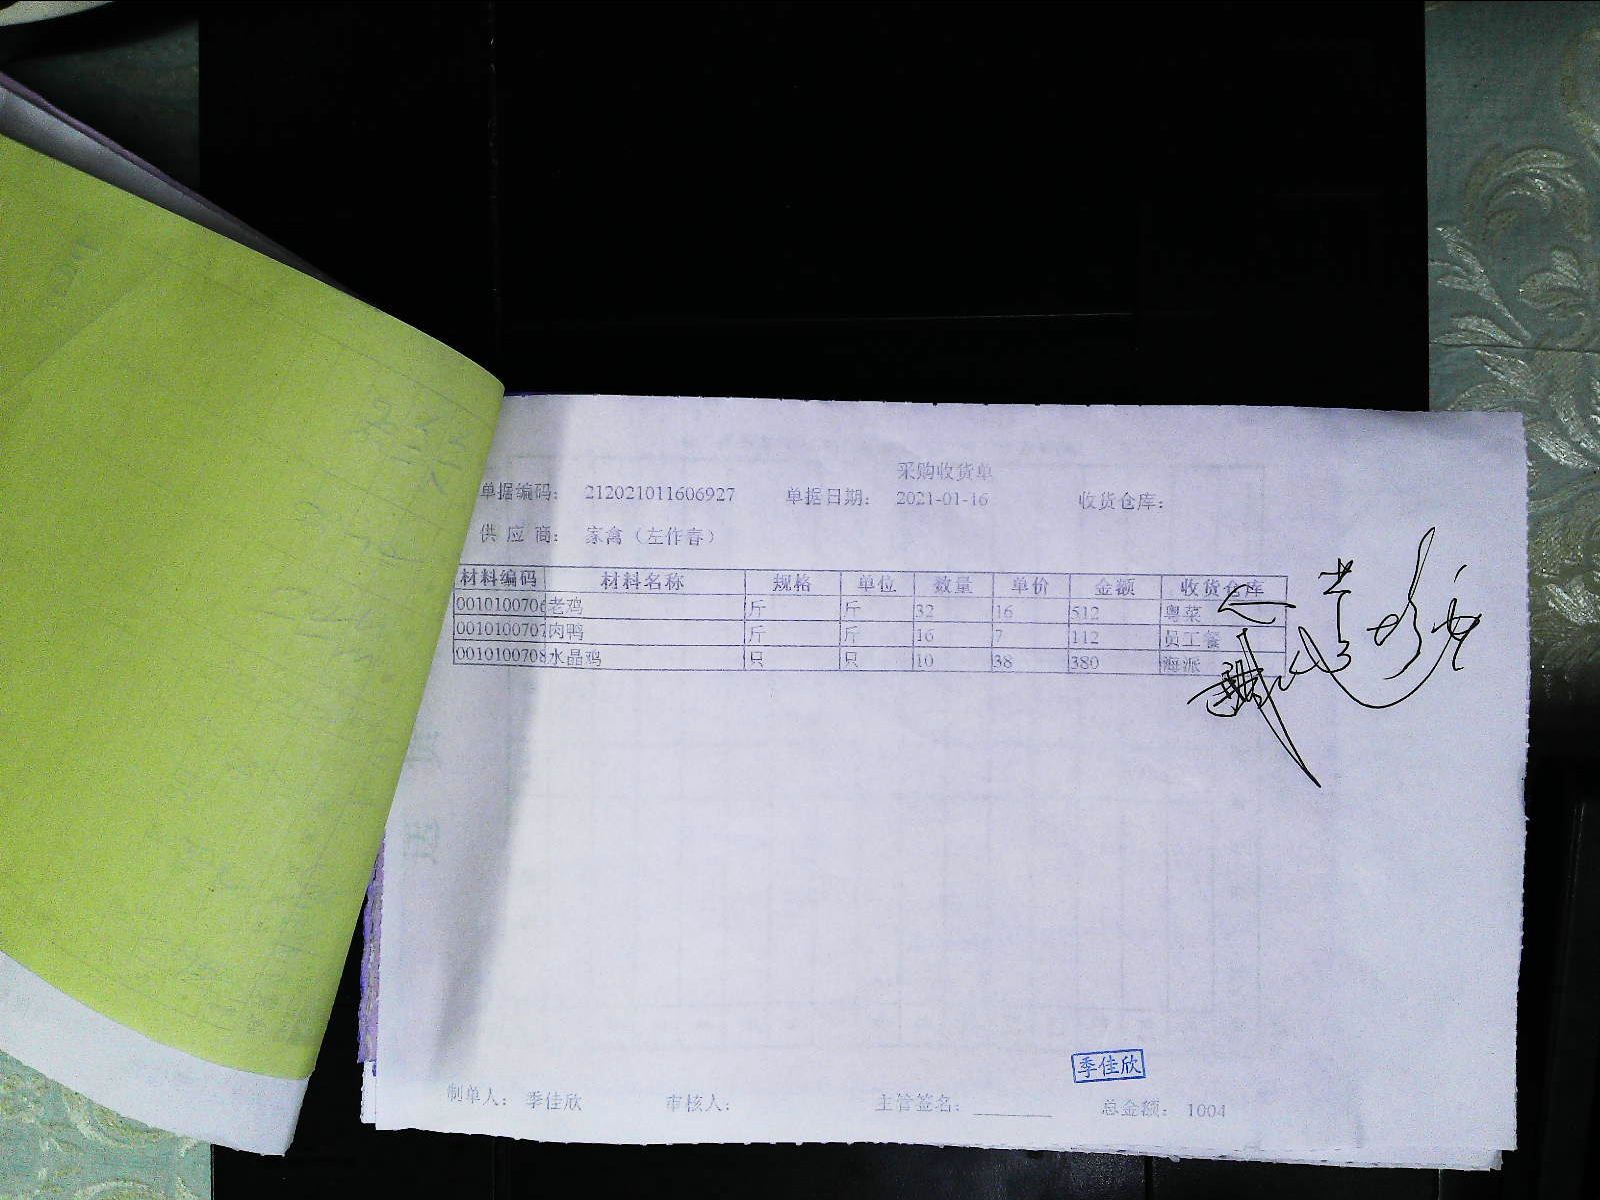 采购收货单
单据编码： 212021011606927 单据日期： 2021-01-16 收货仓库：
供 应 商： 家禽（左作春）
材料编码 材料名称 规格 单位 数量 单价 金额 收货仓库
0010100706 老鸡 斤 斤 32 16 512 粤菜
0010100707 肉鸭 斤 斤 16 7 112 员工餐
0010100708 水晶鸡 只 只 10 38 380 海派
季佳欣
制单人： 季佳欣 审核人： 主管签名： 总金额： 1004